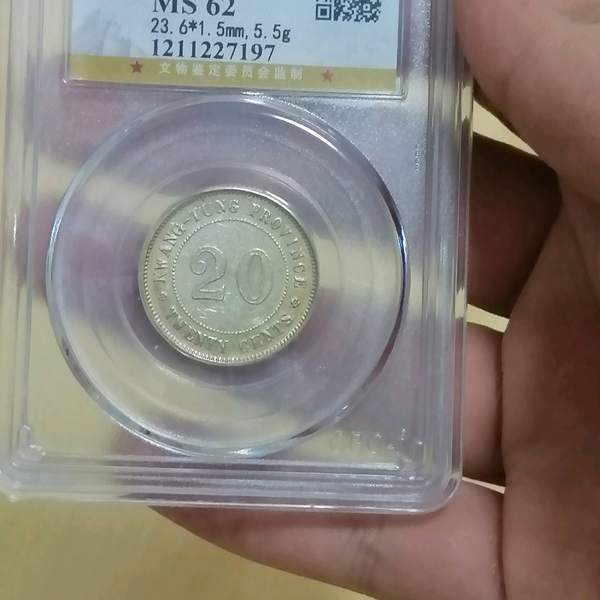 MS 62
23.6*1.5mm,5.5g
1211227197
文物鉴定委员会监制
KWANG-TUNG PROVINCE
20
TWENTY CENTS